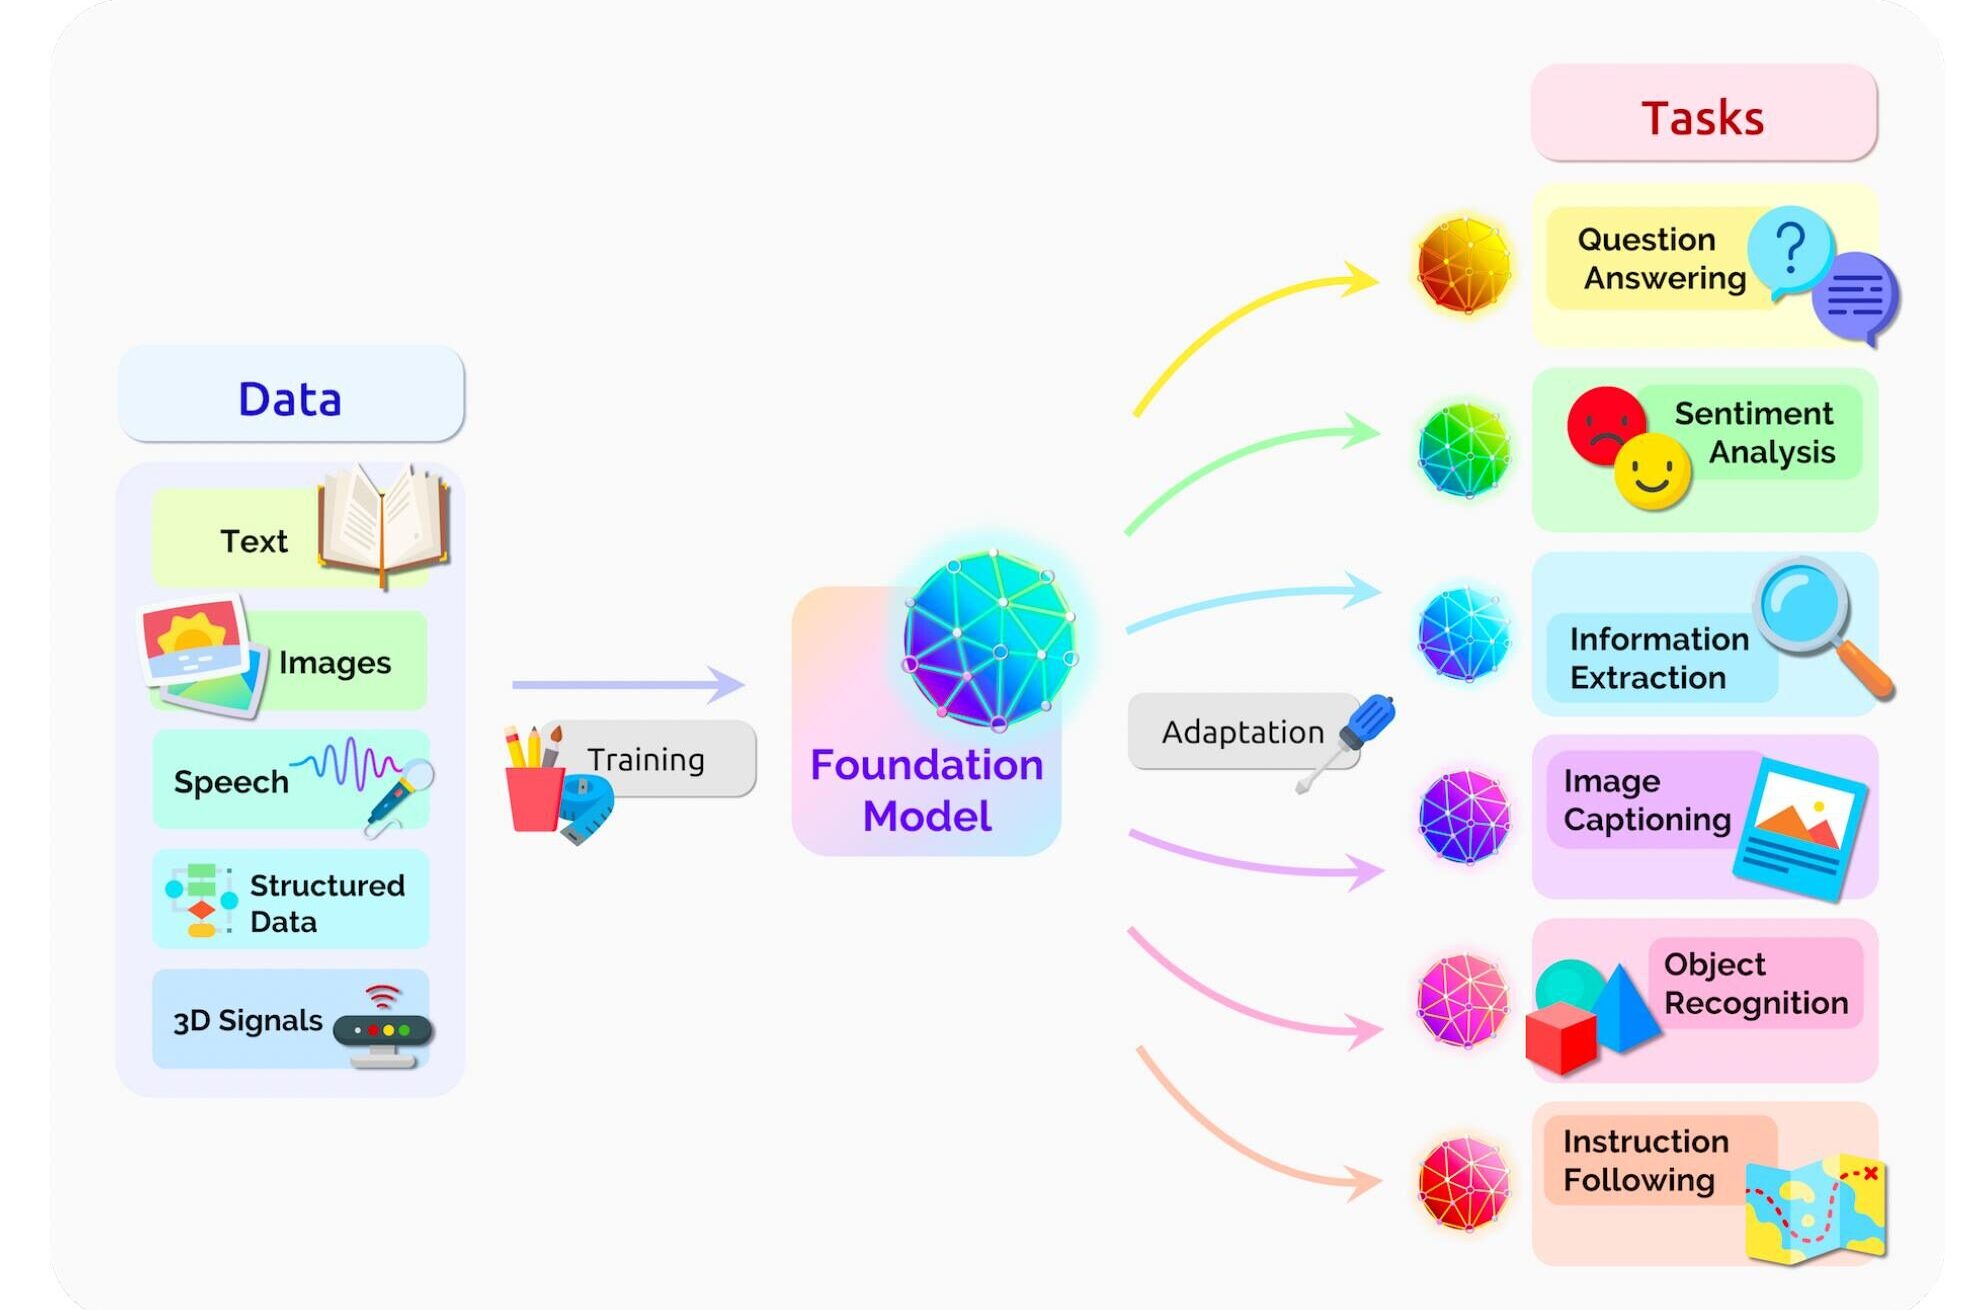 Data
Text
Images
Speech
Structured
Data
3D Signals
Training
Foundation
Model
Adaptation
Tasks
Question
Answering
Sentiment
Analysis
Information
Extraction
Image
Captioning
Object
Recognition
Instruction
Following